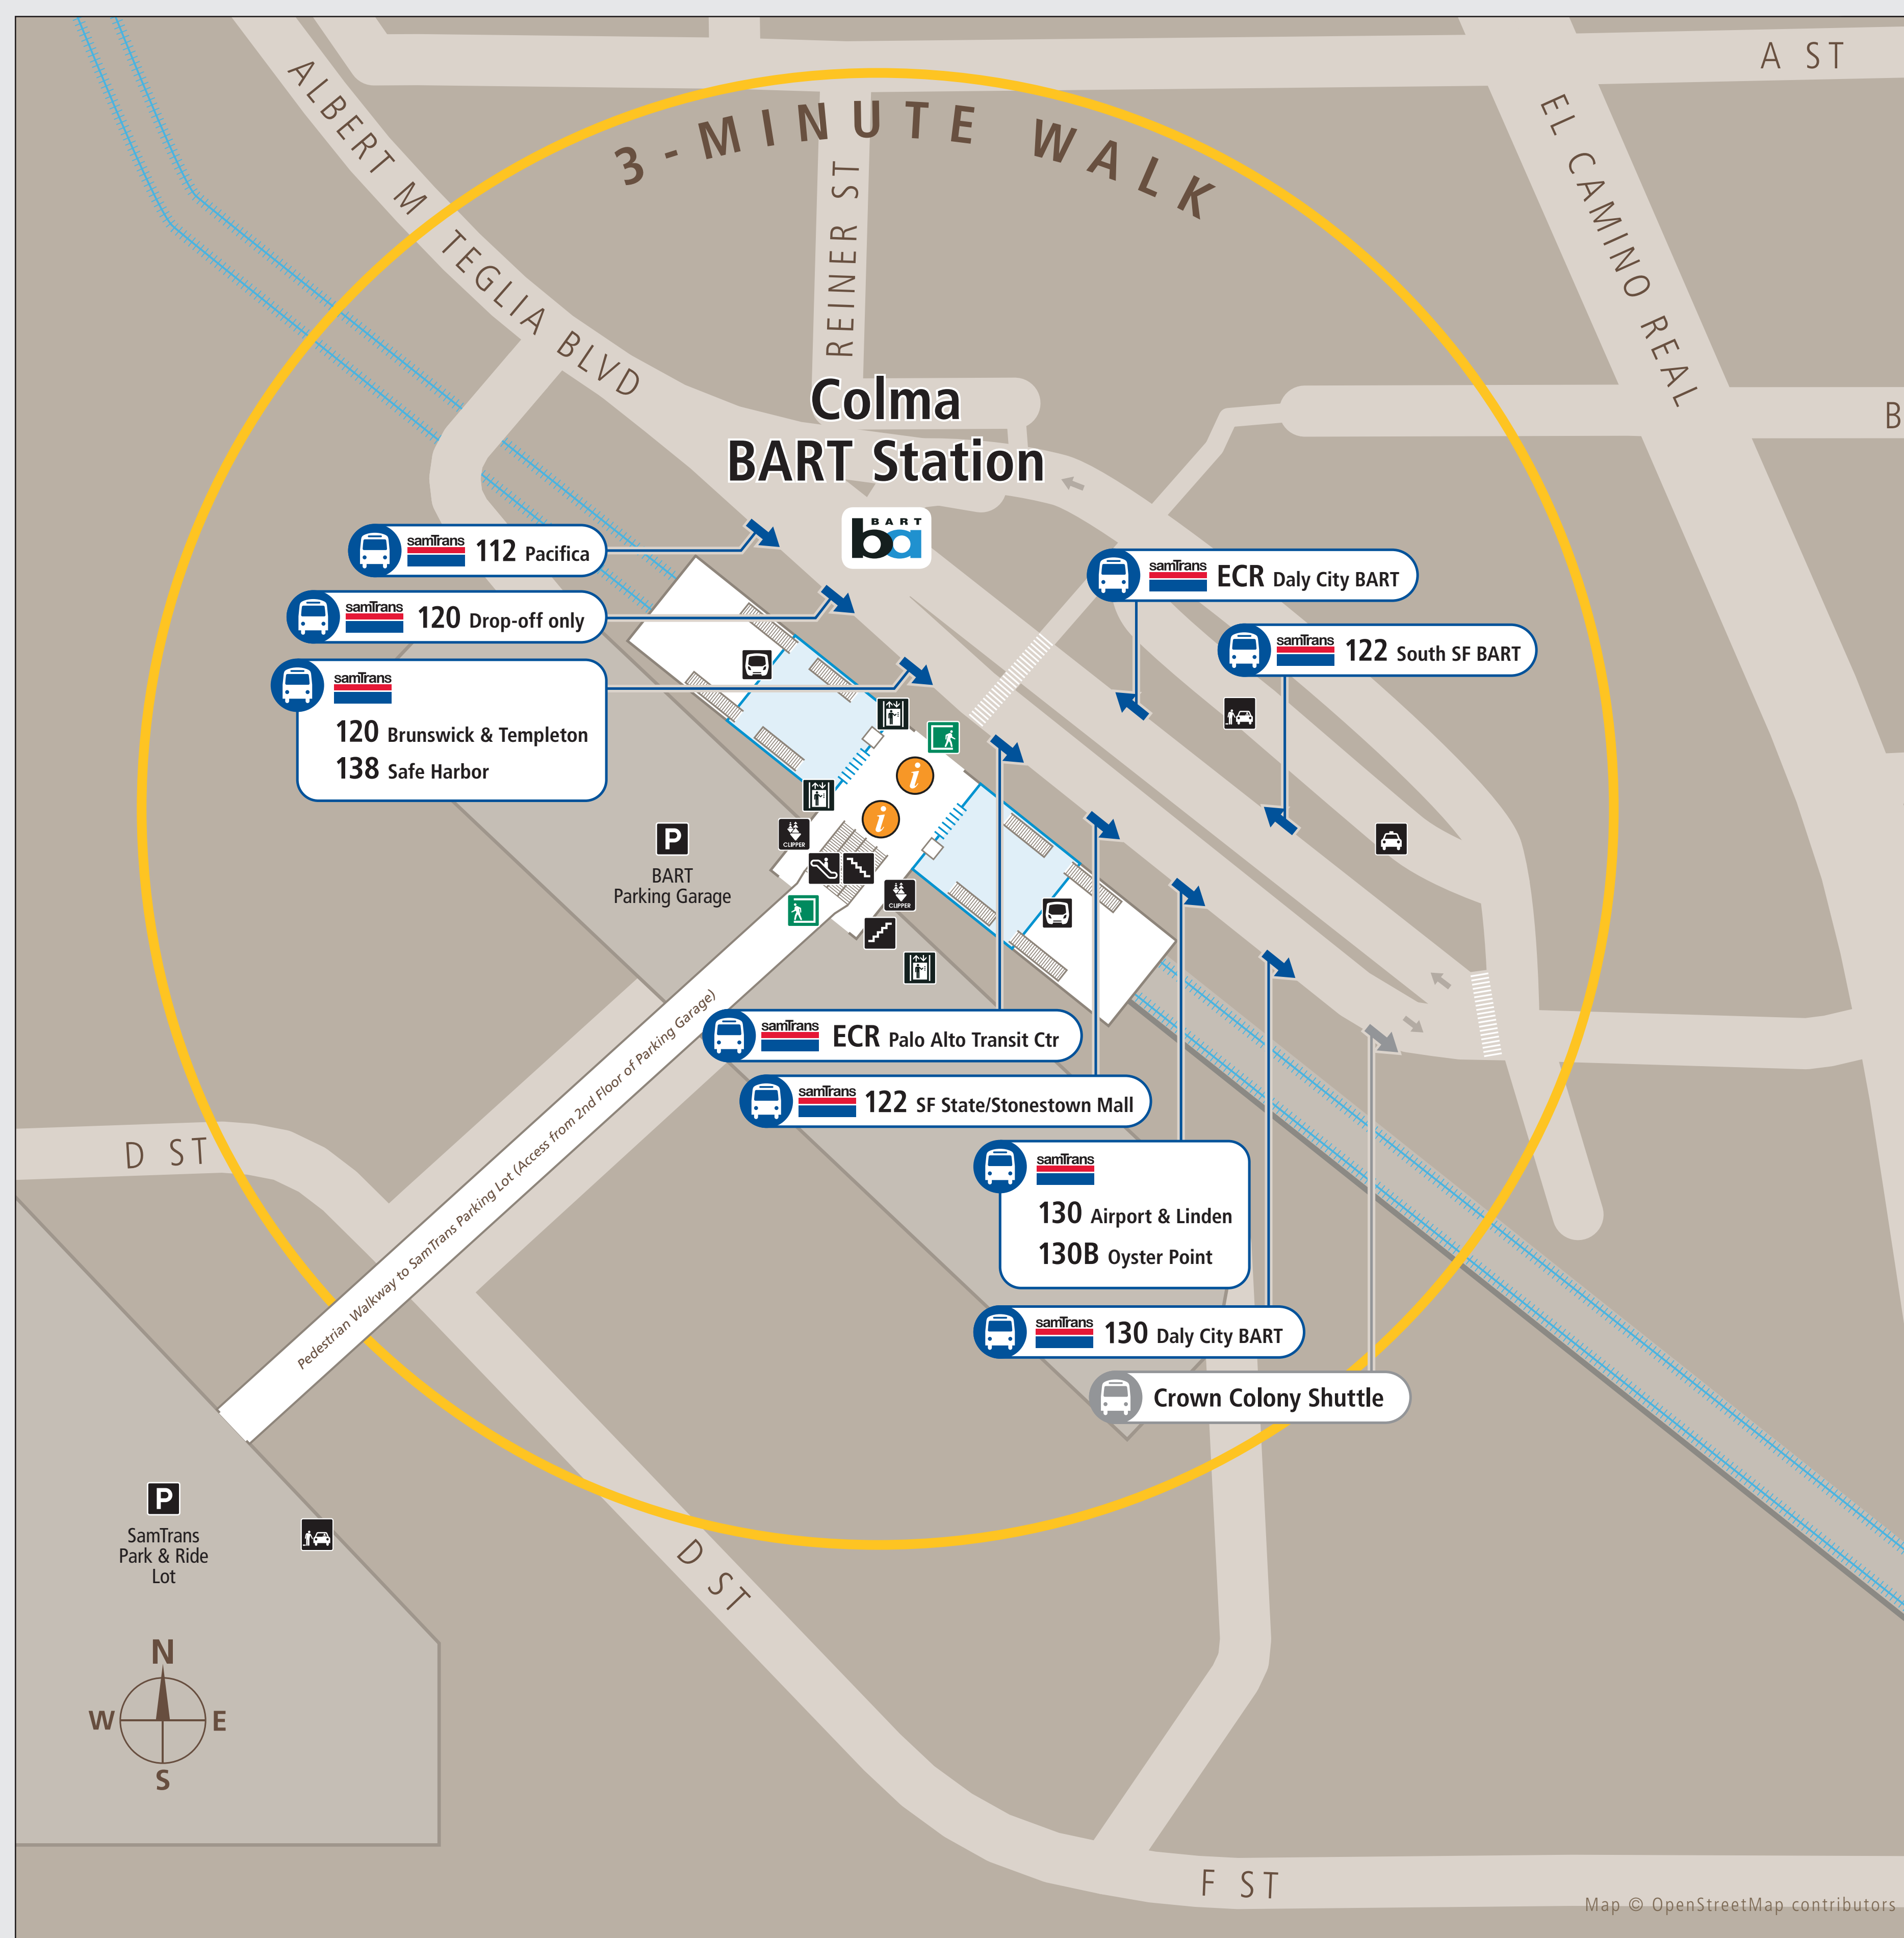 A ST
ALBERT M TEGLIA BLVD
3-MINUTE WALK
REINER ST
EL CAMINO REAL
B
Colma
BART Station
BART
ba
samTrans 112 Pacifica
samTrans 120 Drop-off only
samTrans
120 Brunswick & Templeton
138 Safe Harbor
samTrans ECR Daly City BART
samTrans 122 South SF BART
i
i
P
BART
Parking Garage
CLIPPER
CLIPPER
samTrans ECR Palo Alto Transit Ctr
samTrans 122 SF State/Stonestown Mall
samTrans
130 Airport & Linden
130B Oyster Point
samTrans 130 Daly City BART
Crown Colony Shuttle
Pedestrian Walkway to SamTrans Parking Lot (Access from 2nd Floor of Parking Garage)
D ST
P
SamTrans
Park & Ride
Lot
D ST
N
W E
S
F ST
Map © OpenStreetMap contributors